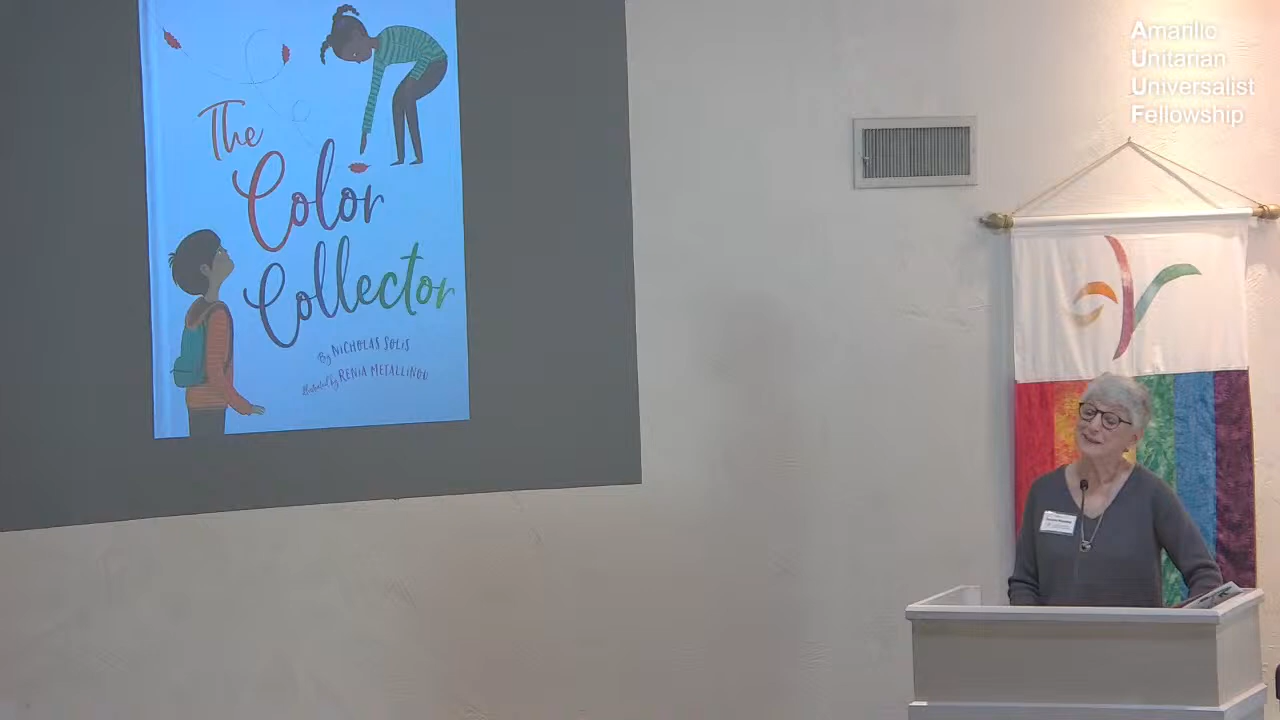 The
Color
Collector
By NICHOLAS SOLIS
Illustrated by RENIA METALLINOU
Amarillo
Unitarian
Universalist
Fellowship